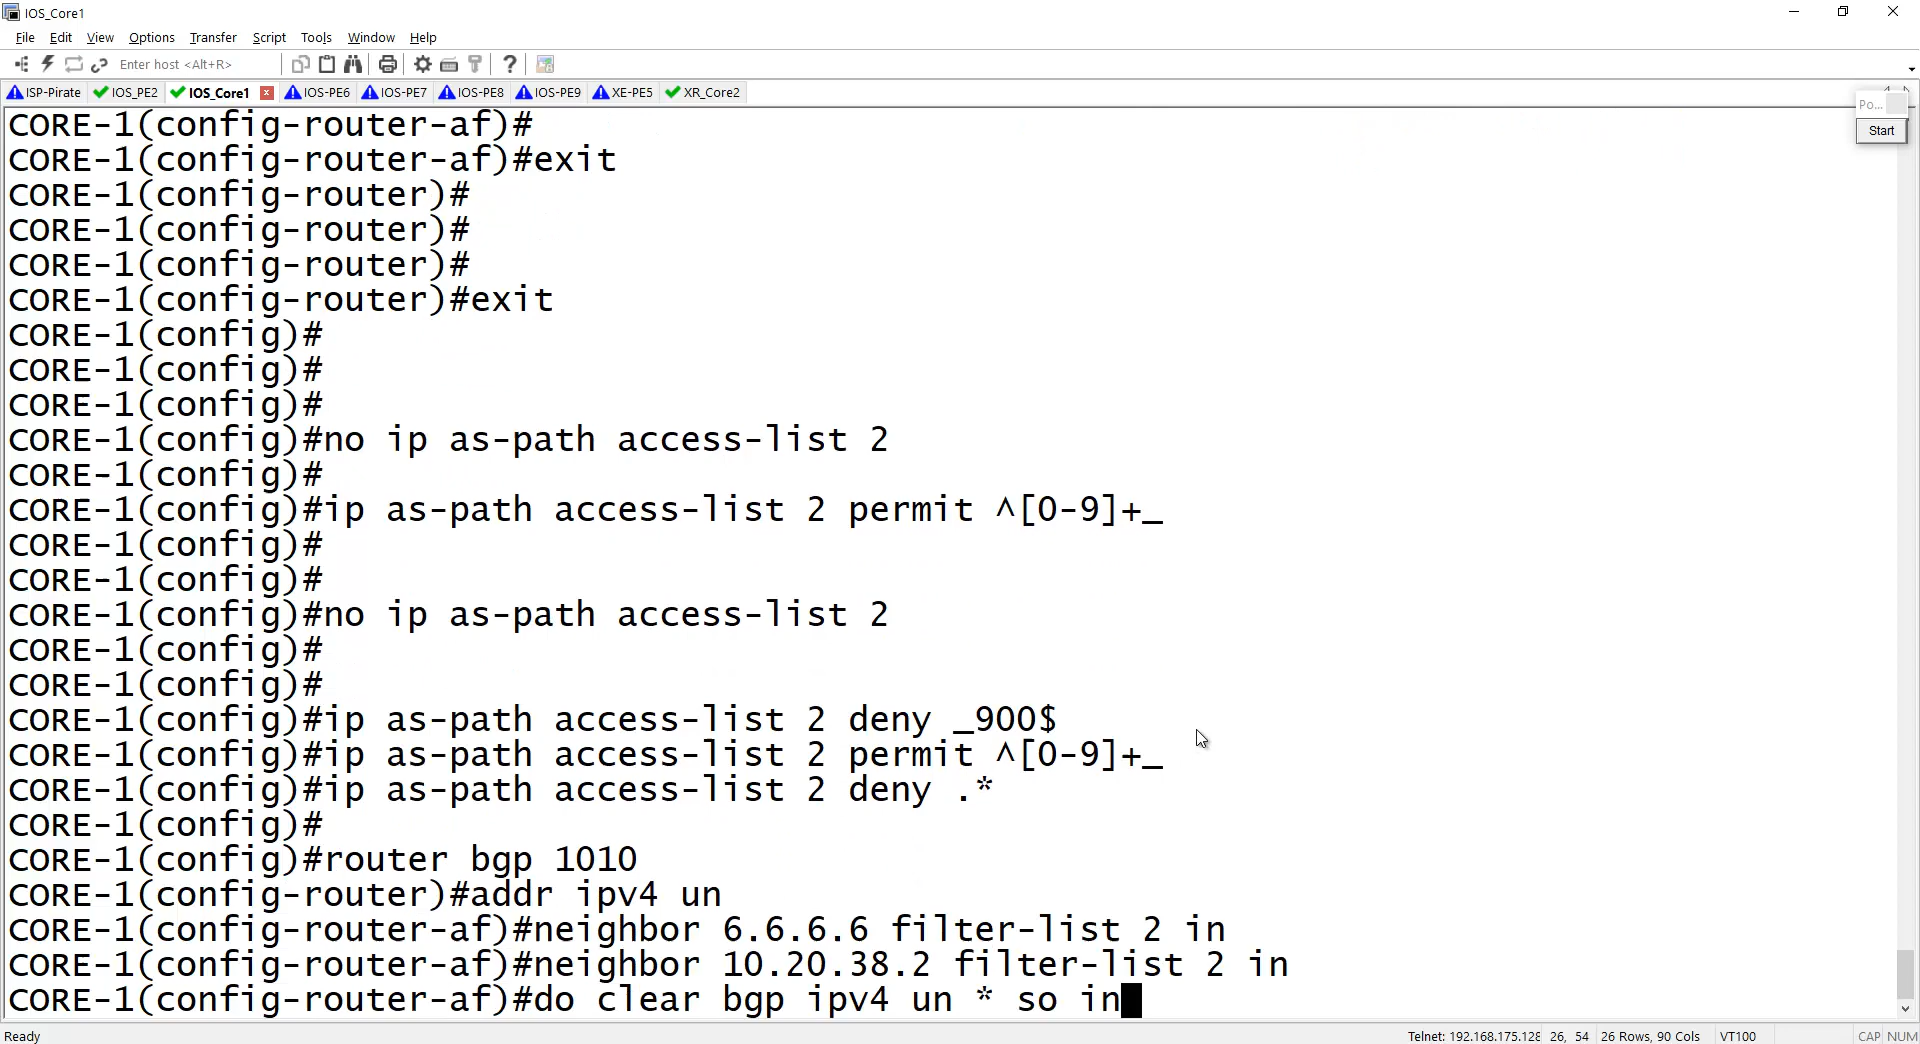 IOS_Core1
File Edit View Options Transfer Script Tools Window Help
Enter host <Alt+R>
ISP-Pirate IOS_PE2 IOS_Core1 IOS-PE6 IOS-PE7 IOS-PE8 IOS-PE9 XE-PE5 XR_Core2
Po...
Start
CORE-1(config-router-af)#
CORE-1(config-router-af)#exit
CORE-1(config-router)#
CORE-1(config-router)#
CORE-1(config-router)#
CORE-1(config-router)#exit
CORE-1(config)#
CORE-1(config)#
CORE-1(config)#
CORE-1(config)#no ip as-path access-list 2
CORE-1(config)#
CORE-1(config)#ip as-path access-list 2 permit ^[0-9]+_
CORE-1(config)#
CORE-1(config)#
CORE-1(config)#no ip as-path access-list 2
CORE-1(config)#
CORE-1(config)#
CORE-1(config)#ip as-path access-list 2 deny _900$
CORE-1(config)#ip as-path access-list 2 permit ^[0-9]+_
CORE-1(config)#ip as-path access-list 2 deny .*
CORE-1(config)#
CORE-1(config)#router bgp 1010
CORE-1(config-router)#addr ipv4 un
CORE-1(config-router-af)#neighbor 6.6.6.6 filter-list 2 in
CORE-1(config-router-af)#neighbor 10.20.38.2 filter-list 2 in
CORE-1(config-router-af)#do clear bgp ipv4 un * so in
Ready Telnet: 192.168.175.128 26, 54 26 Rows, 90 Cols VT100 CAP NUM